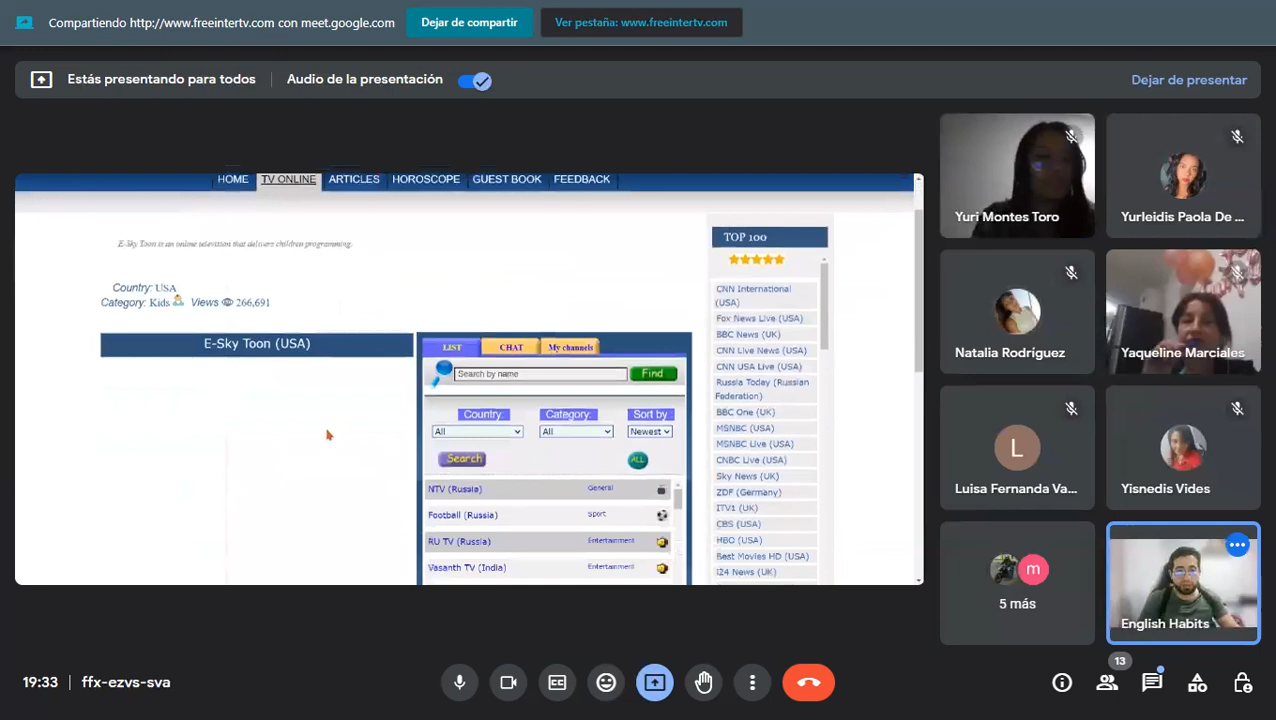 Compartiendo http://www.freeintertv.com con meet.google.com
Dejar de compartir
Ver pestaña: www.freeintertv.com
Estás presentando para todos
Audio de la presentación
Dejar de presentar
HOME TV ONLINE ARTICLES HOROSCOPE GUEST BOOK FEEDBACK
E-Sky Toon is an online television that delivers children programming.
Country: USA
Category: Kids Views 266,691
E-Sky Toon (USA)
LIST CHAT My channels
Search by name Find
Country: Category: Sort by
All All Newest
Search ALL
NTV (Russia) General
Football (Russia) Sport
RU TV (Russia) Entertainment
Vasanth TV (India) Entertainment
TOP 100
CNN International
(USA)
Fox News Live (USA)
BBC News (UK)
CNN Live News (USA)
CNN USA Live (USA)
Russia Today (Russian
Federation)
BBC One (UK)
MSNBC (USA)
MSNBC Live (USA)
CNBC Live (USA)
Sky News (UK)
ZDF (Germany)
ITV1 (UK)
CBS (USA)
HBO (USA)
Best Movies HD (USA)
I24 News (UK)
Yuri Montes Toro
Yurleidis Paola De ...
Natalia Rodríguez
Yaqueline Marciales
L
Luisa Fernanda Va...
Yisnedis Vides
m
5 más
English Habits
19:33 | ffx-ezvs-sva
13